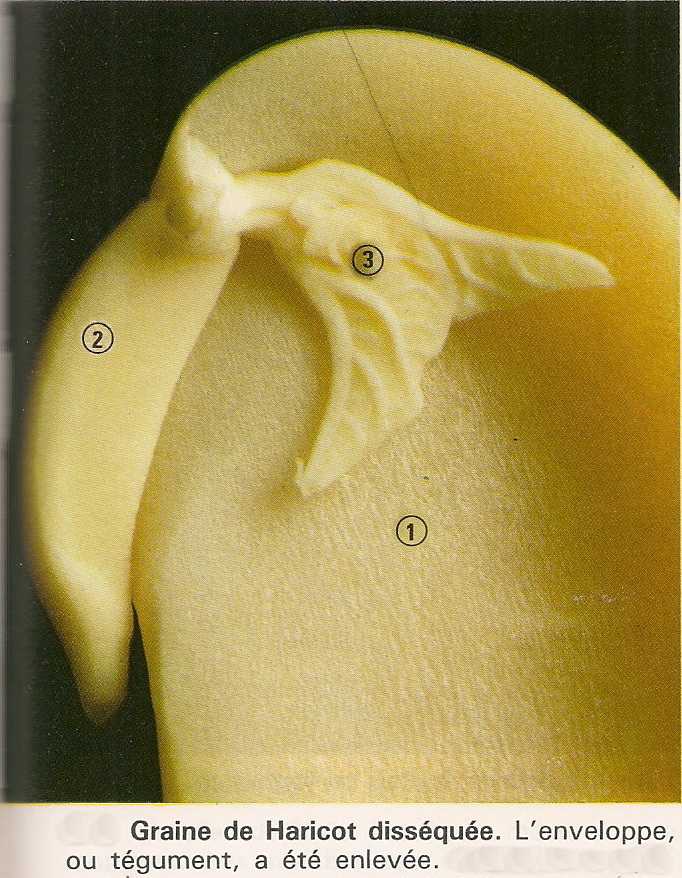 3
2
1
Graine de Haricot disséquée. L'enveloppe,
ou tégument, a été enlevée.